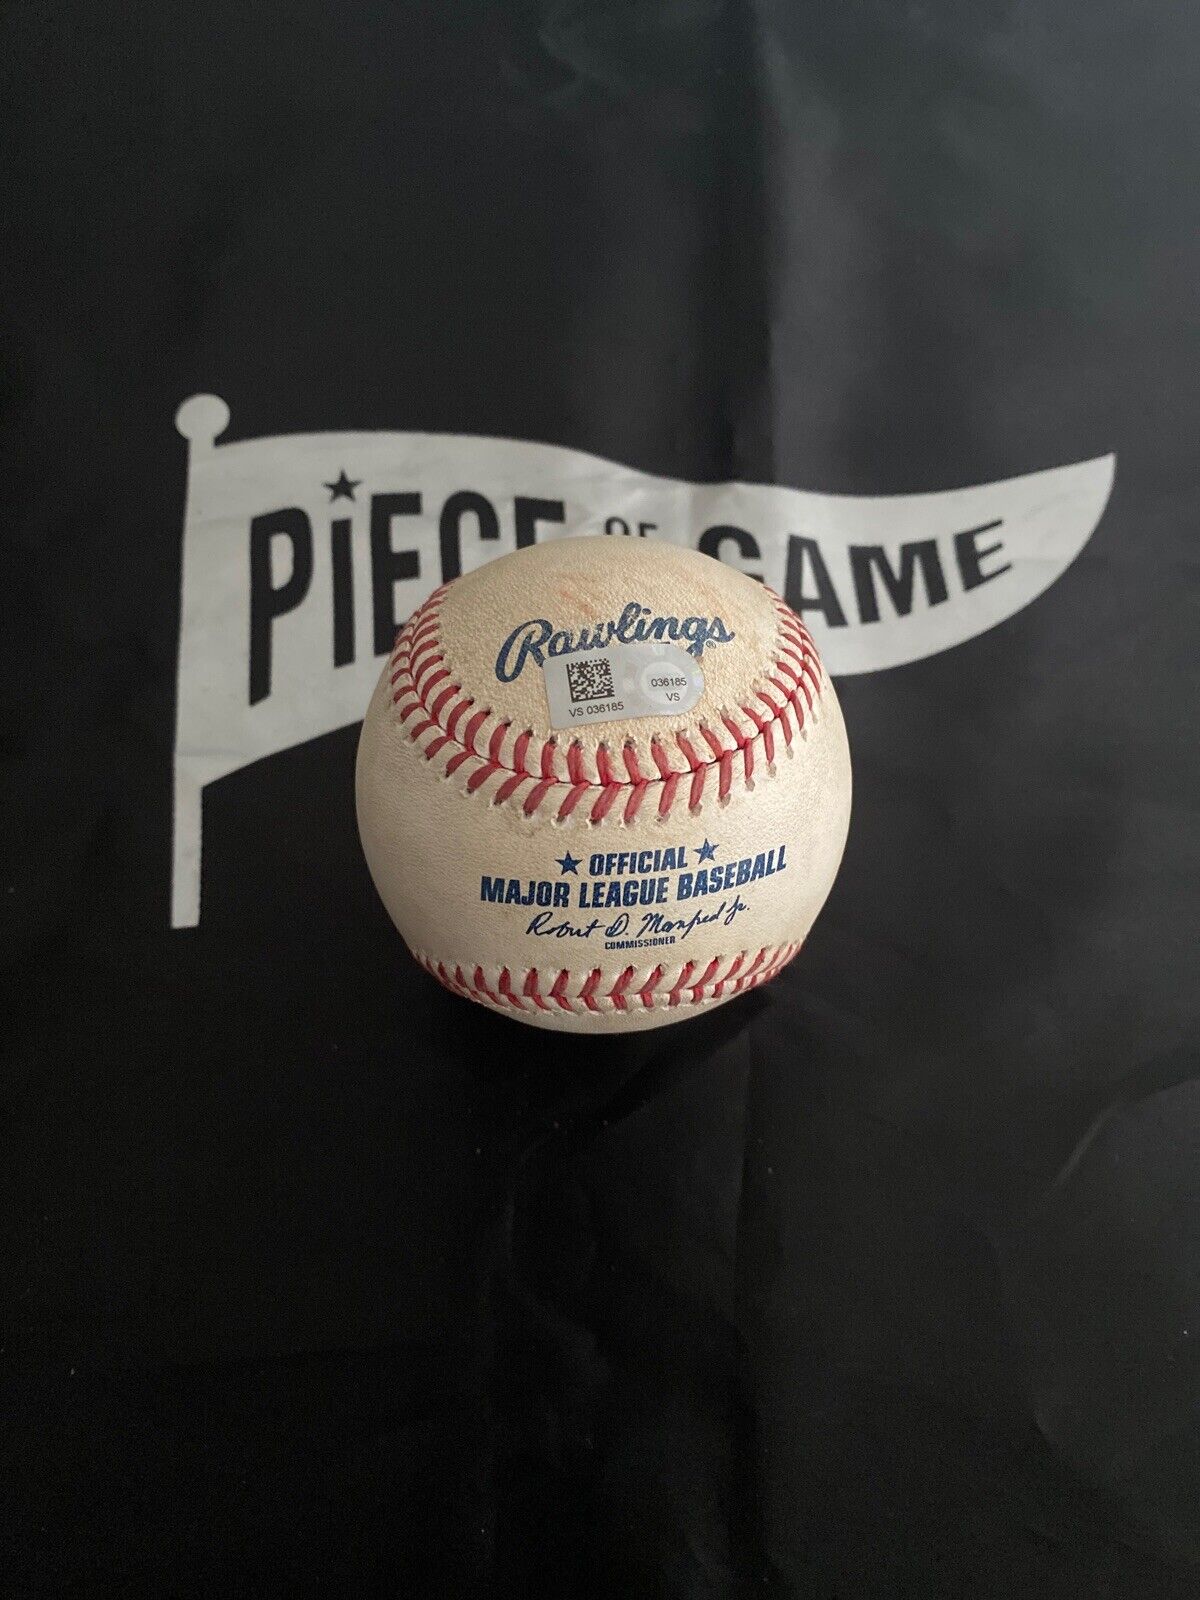 PiECE OF GAME
Rawlings
VS 036185
036185
VS
OFFICIAL
MAJOR LEAGUE BASEBALL
Robert D. Manfred Jr.
COMMISSIONER